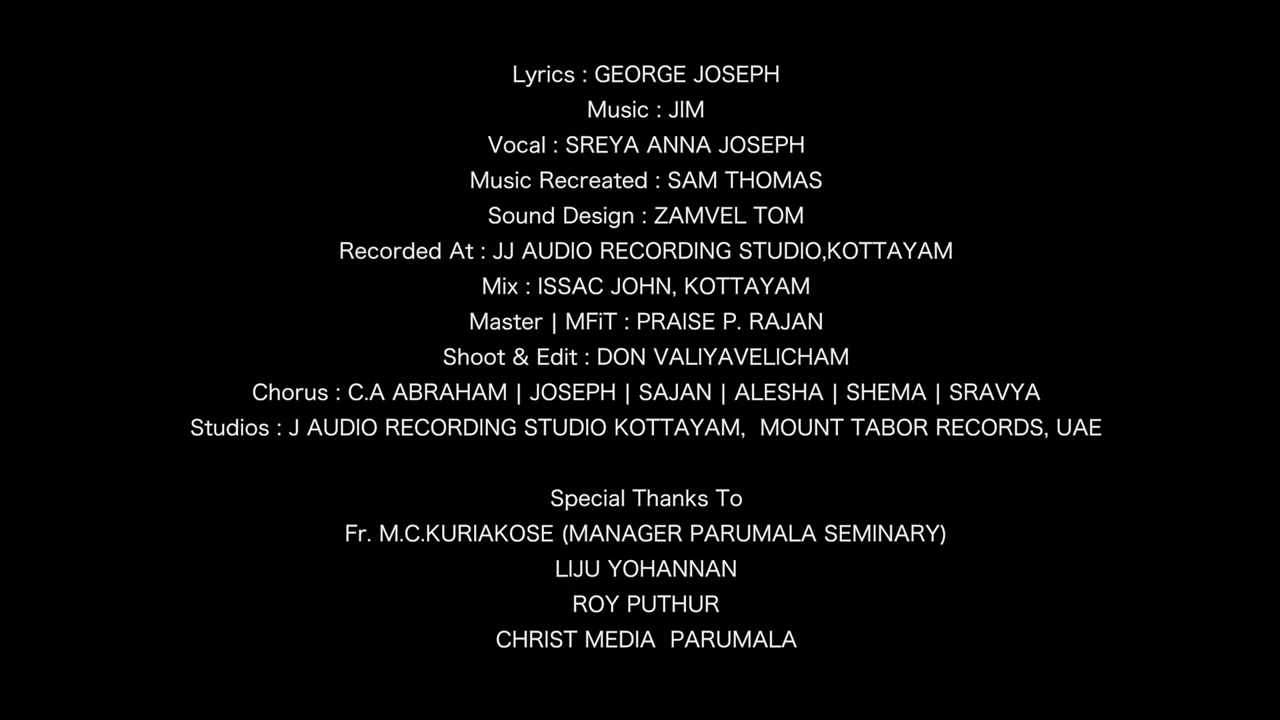 Lyrics : GEORGE JOSEPH
Music : JIM
Vocal : SREYA ANNA JOSEPH
Music Recreated : SAM THOMAS
Sound Design : ZAMVEL TOM
Recorded At : JJ AUDIO RECORDING STUDIO,KOTTAYAM
Mix : ISSAC JOHN, KOTTAYAM
Master | MFiT : PRAISE P. RAJAN
Shoot & Edit : DON VALIYAVELICHAM
Chorus : C.A ABRAHAM | JOSEPH | SAJAN | ALESHA | SHEMA | SRAVYA
Studios : J AUDIO RECORDING STUDIO KOTTAYAM,  MOUNT TABOR RECORDS, UAE
Special Thanks To
Fr. M.C.KURIAKOSE (MANAGER PARUMALA SEMINARY)
LIJU YOHANNAN
ROY PUTHUR
CHRIST MEDIA  PARUMALA